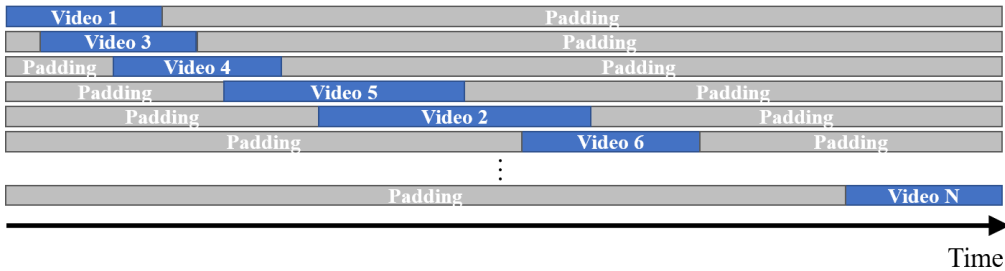 Video 1 Padding
Video 3 Padding
Padding Video 4 Padding
Padding Video 5 Padding
Padding Video 2 Padding
Padding Video 6 Padding
⋮
Padding Video N
Time